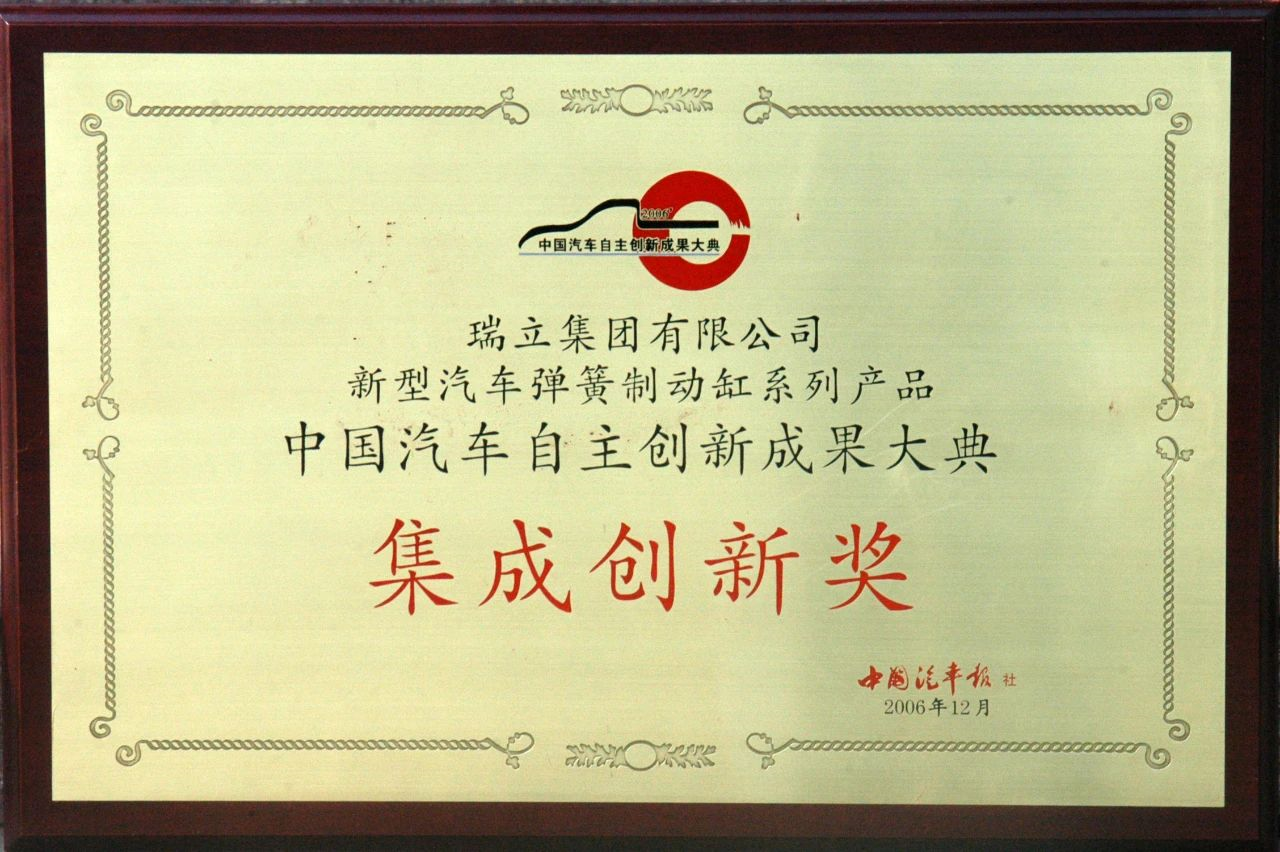 2006'
中国汽车自主创新成果大典
瑞立集团有限公司
新型汽车弹簧制动缸系列产品
中国汽车自主创新成果大典
集成创新奖
中国汽车报社
2006年12月